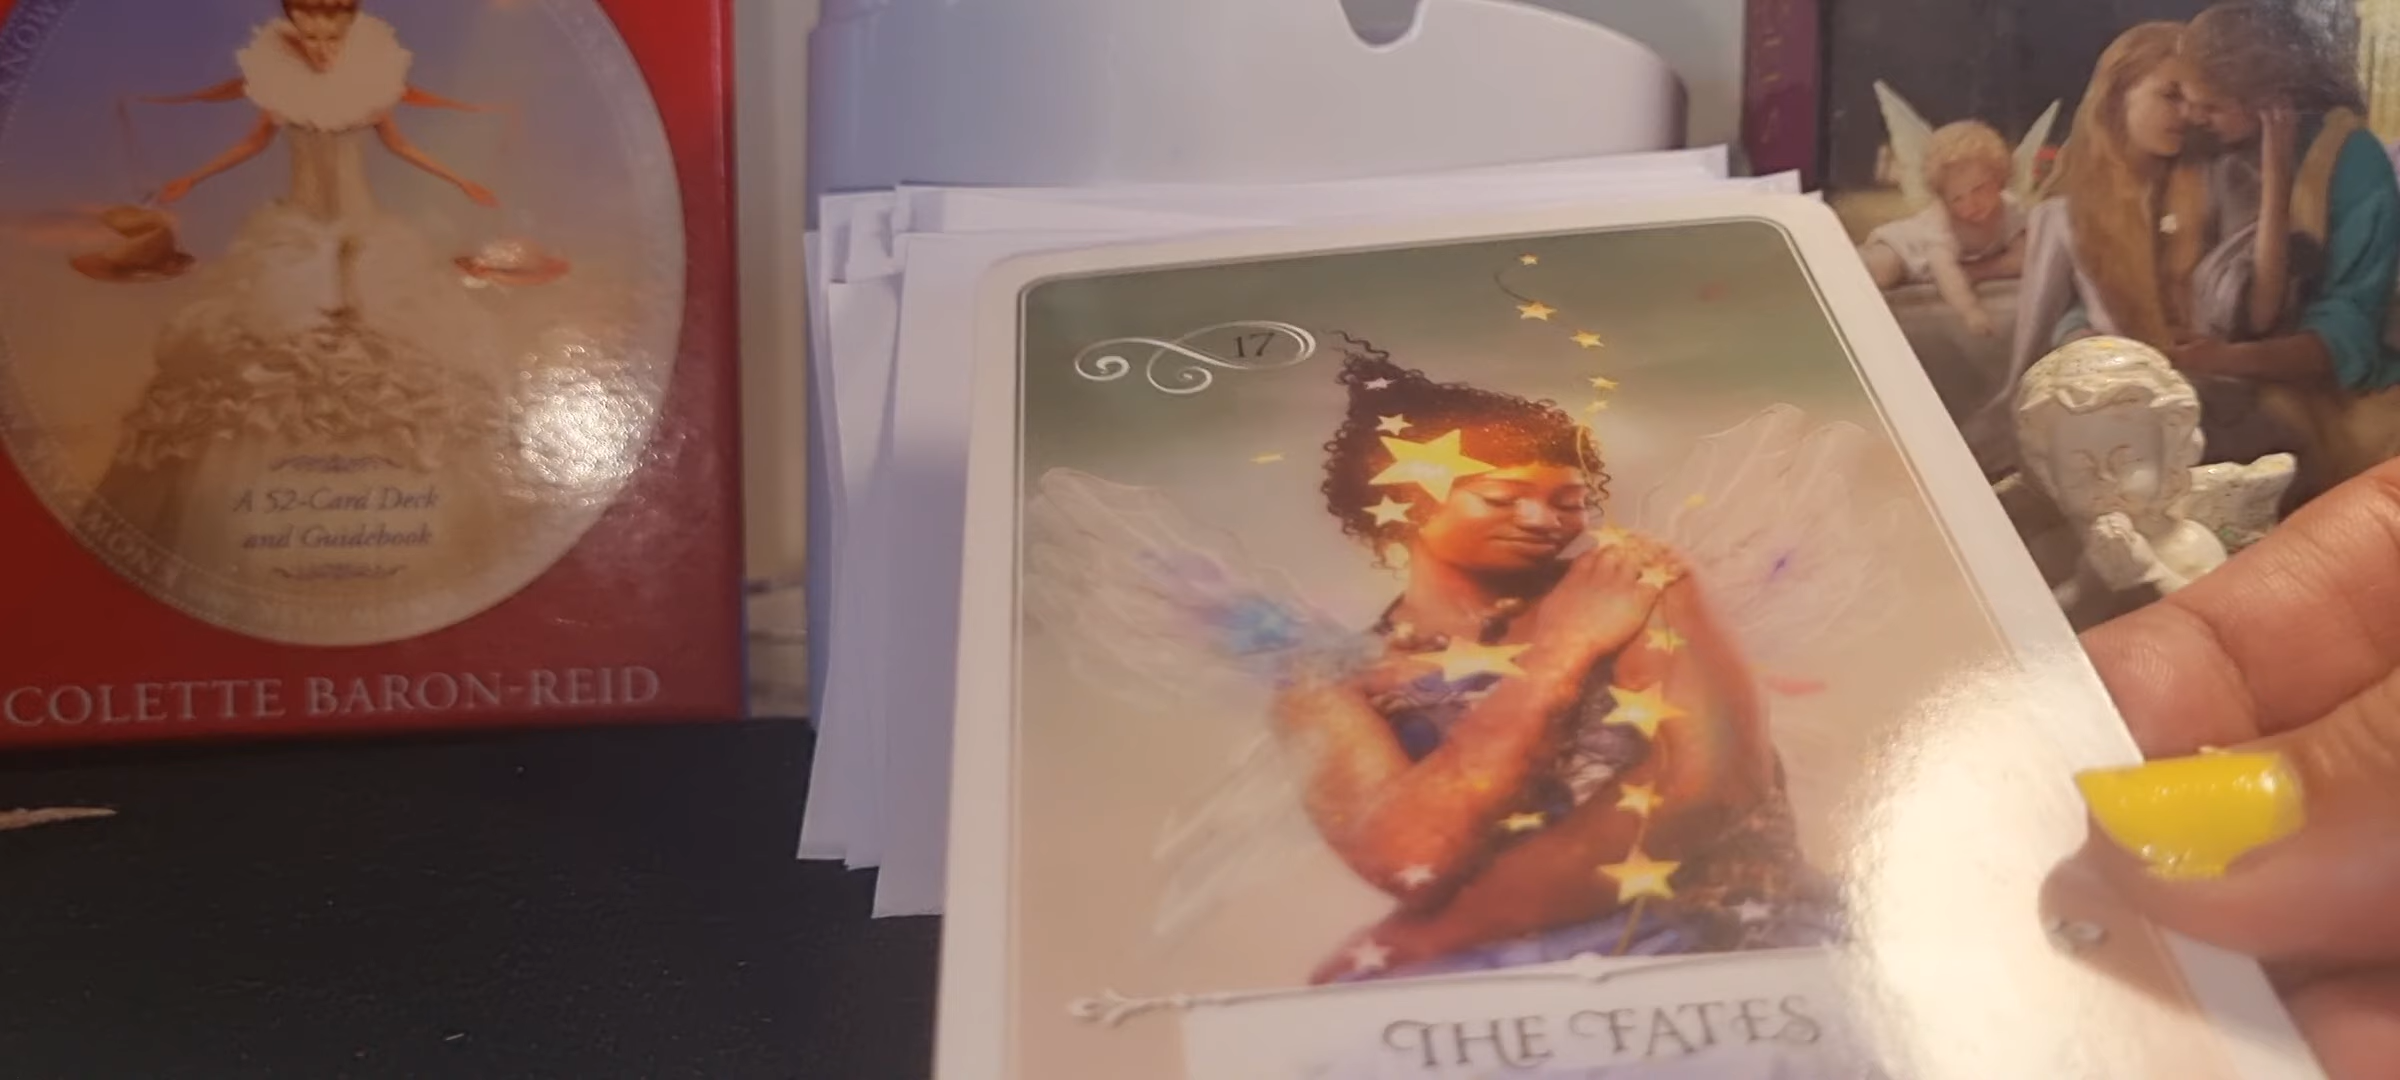 A 52-Card Deck
and Guidebook
COLETTE BARON-REID
17
THE FATES